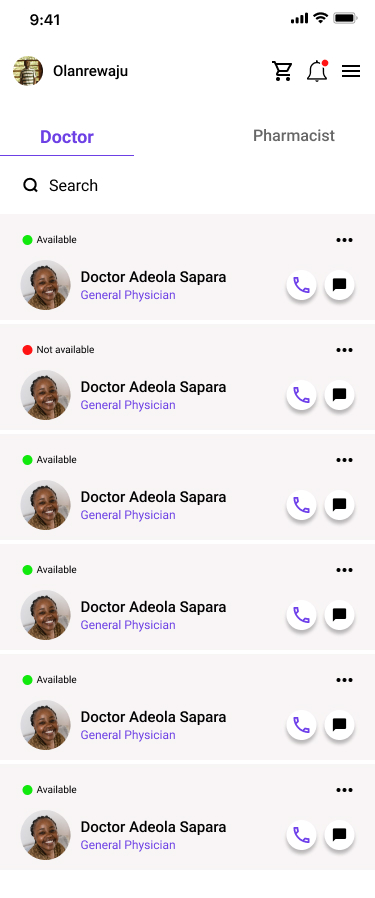 9:41
Olanrewaju
Doctor
Pharmacist
Search
Available
Doctor Adeola Sapara
General Physician
Not available
Doctor Adeola Sapara
General Physician
Available
Doctor Adeola Sapara
General Physician
Available
Doctor Adeola Sapara
General Physician
Available
Doctor Adeola Sapara
General Physician
Available
Doctor Adeola Sapara
General Physician